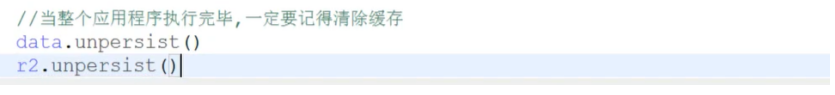 //当整个应用程序执行完毕,一定要记得清除缓存
data.unpersist()
r2.unpersist()